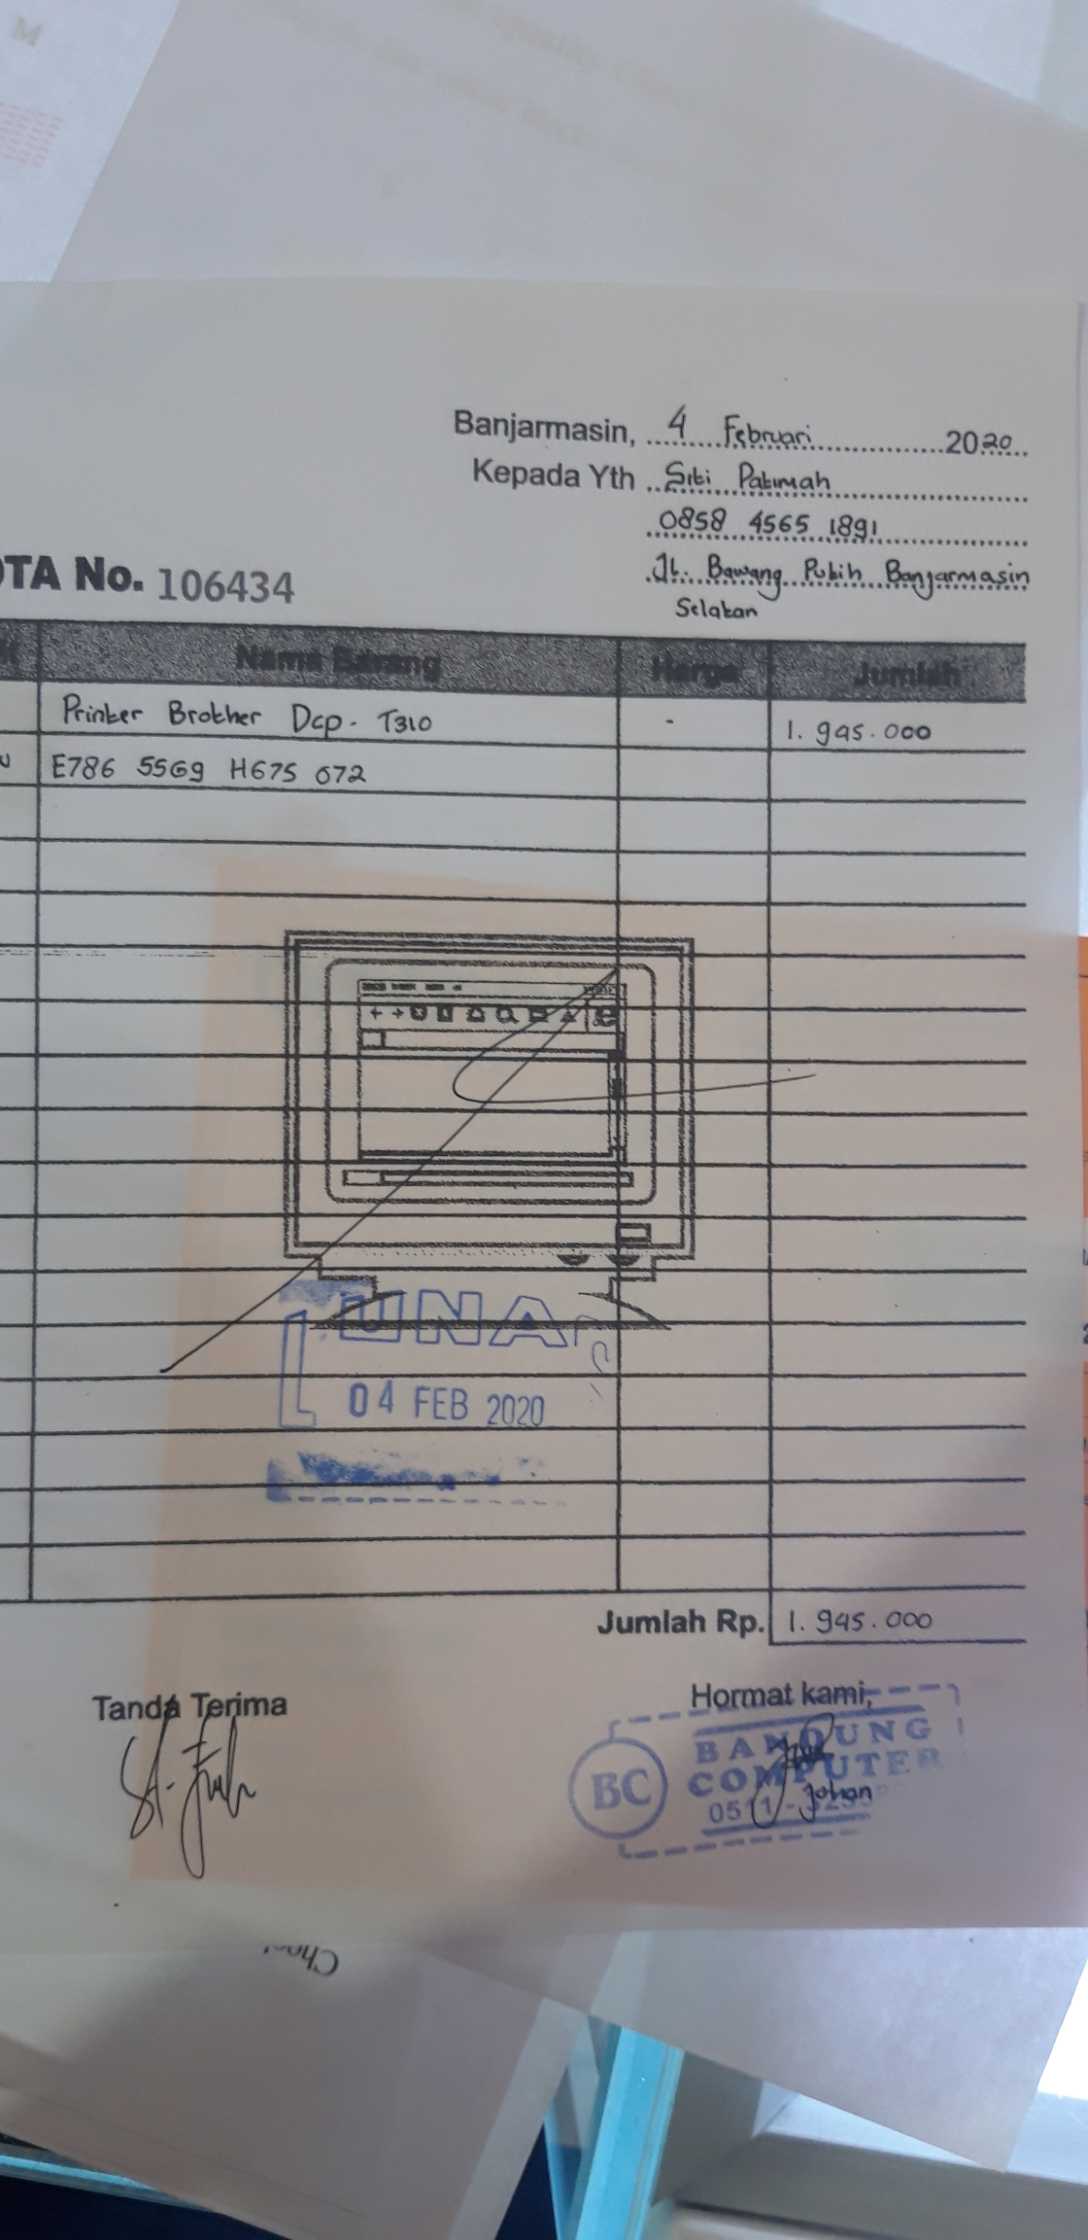 Banjarmasin, 4 Februari 2020
Kepada Yth Siti Patimah
0858 4565 1891
Jl. Bawang Putih Banjarmasin
Selatan
OTA No. 106434
Nama Barang Harga Jumlah
Printer Brother Dcp - T310 - 1.945.000
E786 5569 H675 072
LUNAS
04 FEB 2020
Jumlah Rp. 1.945.000
Tanda Terima
Hormat kami,
BC
BANDUNG
COMPUTER
Johan